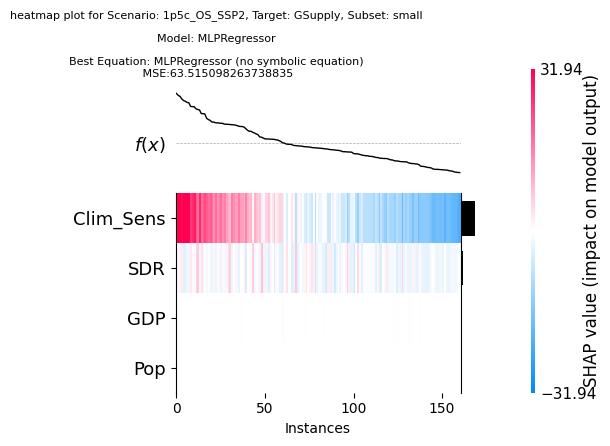 heatmap plot for Scenario: 1p5c_OS_SSP2, Target: GSupply, Subset: small
Model: MLPRegressor
Best Equation: MLPRegressor (no symbolic equation)
MSE:63.515098263738835
31.94
f(x)
Clim_Sens
SDR
GDP
Pop
SHAP value (impact on model output)
−31.94
0
50
100
150
Instances